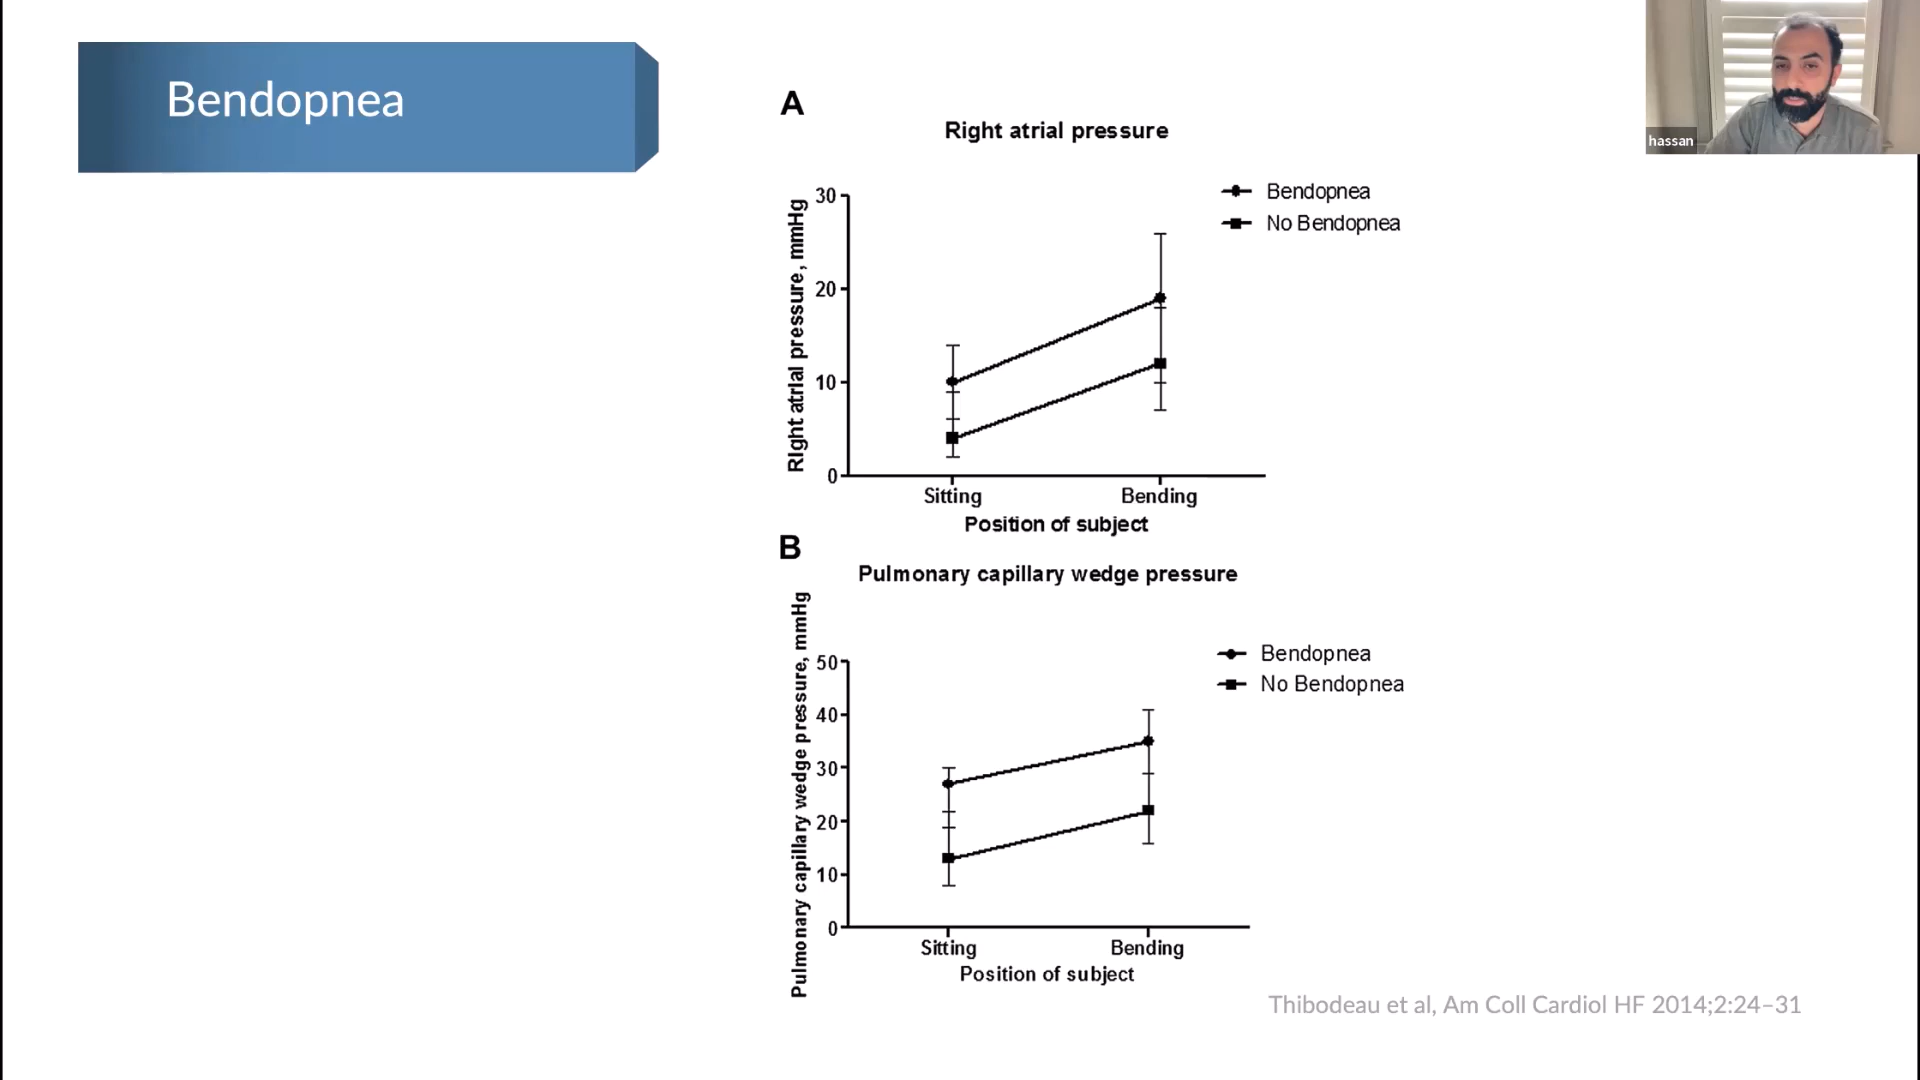 Bendopnea
hassan
A
Right atrial pressure
Bendopnea
No Bendopnea
Right atrial pressure, mmHg
30
20
10
0
Sitting Bending
Position of subject
B
Pulmonary capillary wedge pressure
Bendopnea
No Bendopnea
Pulmonary capillary wedge pressure, mmHg
50
40
30
20
10
0
Sitting Bending
Position of subject
Thibodeau et al, Am Coll Cardiol HF 2014;2:24–31